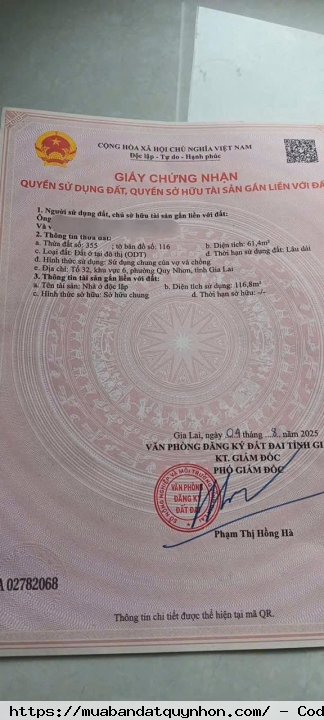 CỘNG HÒA XÃ HỘI CHỦ NGHĨA VIỆT NAM
Độc lập - Tự do - Hạnh phúc
GIẤY CHỨNG NHẬN
QUYỀN SỬ DỤNG ĐẤT, QUYỀN SỞ HỮU TÀI SẢN GẮN LIỀN VỚI ĐẤ
1. Người sử dụng đất, chủ sở hữu tài sản gắn liền với đất:
Ông
Và v
2. Thông tin thửa đất:
a. Thửa đất số: 355 ; tờ bản đồ số: 116 b. Diện tích: 61,4m²
c. Loại đất: Đất ở tại đô thị (ODT) d. Thời hạn sử dụng đất: Lâu dài
đ. Hình thức sử dụng: Sử dụng chung của vợ và chồng
e. Địa chỉ: Tổ 32, khu vực 6, phường Quy Nhơn, tỉnh Gia Lai
3. Thông tin tài sản gắn liền với đất:
a. Tên tài sản: Nhà ở độc lập b. Diện tích sử dụng: 116,8m²
c. Hình thức sở hữu: Sở hữu chung d. Thời hạn sở hữu: -/-
Gia Lai, ngày 04 tháng 8 năm 2025
VĂN PHÒNG ĐĂNG KÝ ĐẤT ĐAI TỈNH GI
KT. GIÁM ĐỐC
PHÓ GIÁM ĐỐC
VĂN PHÒNG
ĐĂNG KÝ
ĐẤT ĐAI
Phạm Thị Hồng Hà
A 02782068
Thông tin chi tiết được thể hiện tại mã QR.
https://muabandatquynhon.com/ - Cod